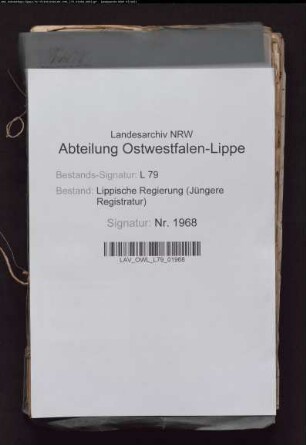 Landesarchiv NRW
Abteilung Ostwestfalen-Lippe
Bestands-Signatur: L 79
Bestand: Lippische Regierung (Jüngere
Registratur)
Signatur: Nr. 1968
LAV_OWL_L79_01968